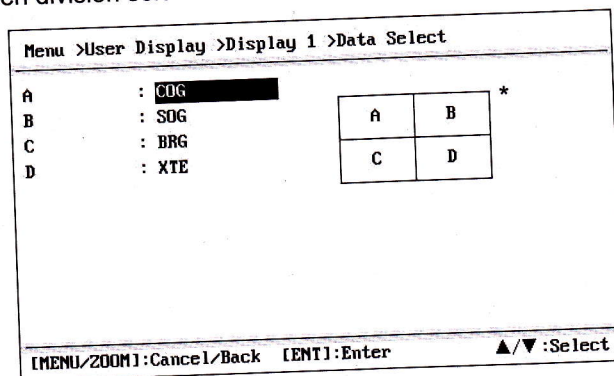 Menu >User Display >Display 1 >Data Select
A : COG
B : SOG
C : BRG
D : XTE
A B *
C D
[MENU/ZOOM]:Cancel/Back [ENT]:Enter ▲/▼:Select